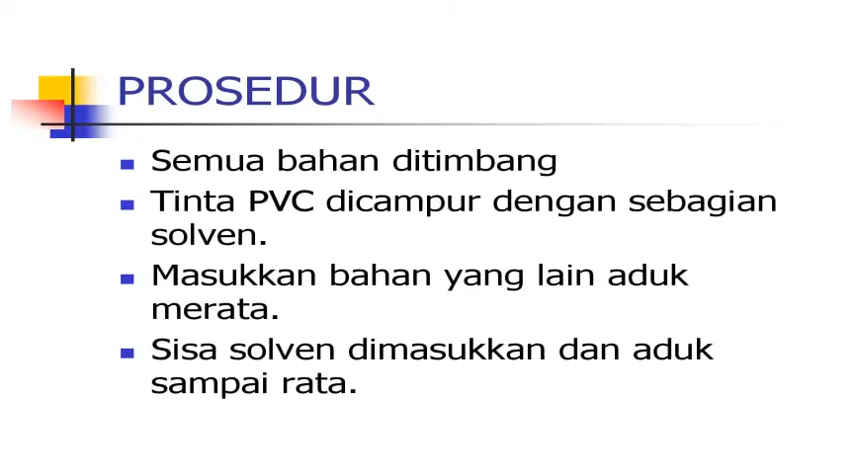 PROSEDUR
Semua bahan ditimbang
Tinta PVC dicampur dengan sebagian
solven.
Masukkan bahan yang lain aduk
merata.
Sisa solven dimasukkan dan aduk
sampai rata.